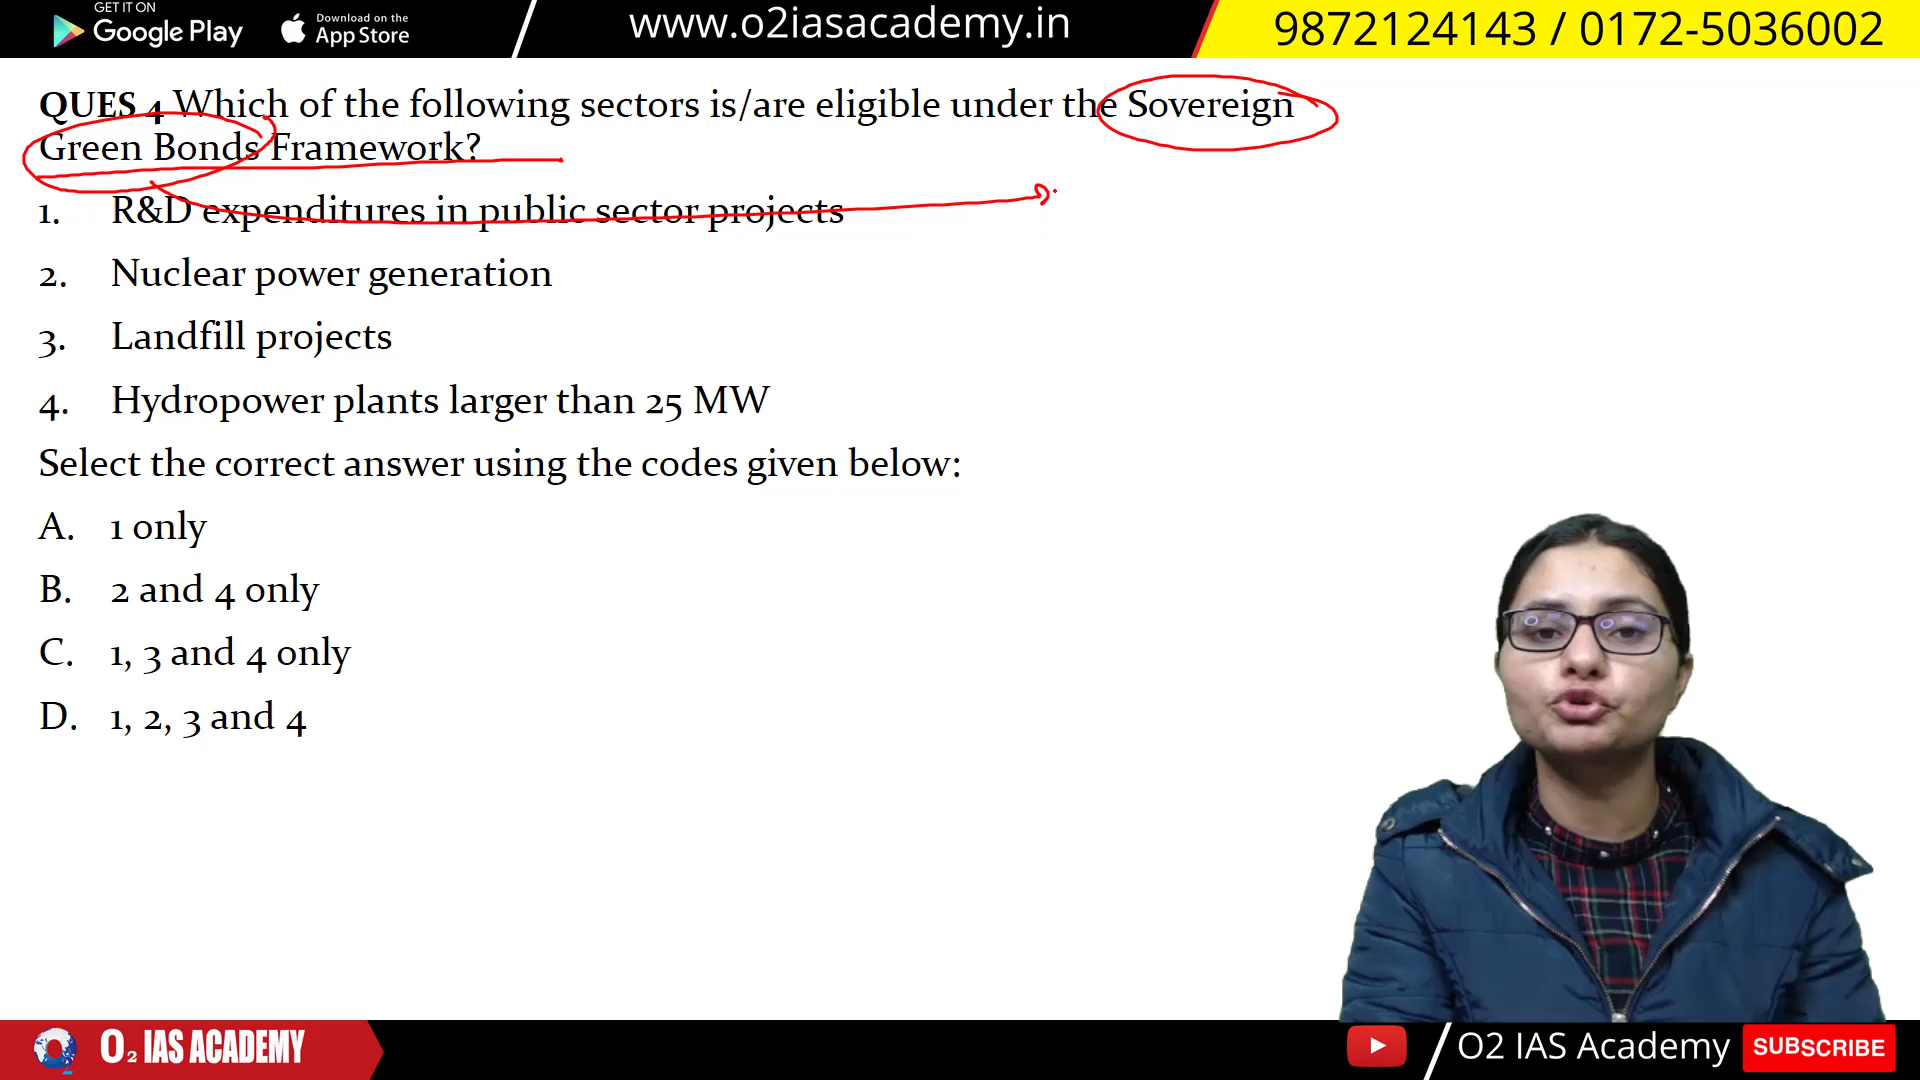 GET IT ON
Google Play
Download on the
App Store
www.o2iasacademy.in
9872124143 / 0172-5036002
QUES 4 Which of the following sectors is/are eligible under the Sovereign
Green Bonds Framework?
1. R&D expenditures in public sector projects
2. Nuclear power generation
3. Landfill projects
4. Hydropower plants larger than 25 MW
Select the correct answer using the codes given below:
A. 1 only
B. 2 and 4 only
C. 1, 3 and 4 only
D. 1, 2, 3 and 4
O2 IAS ACADEMY
O2 IAS Academy
SUBSCRIBE